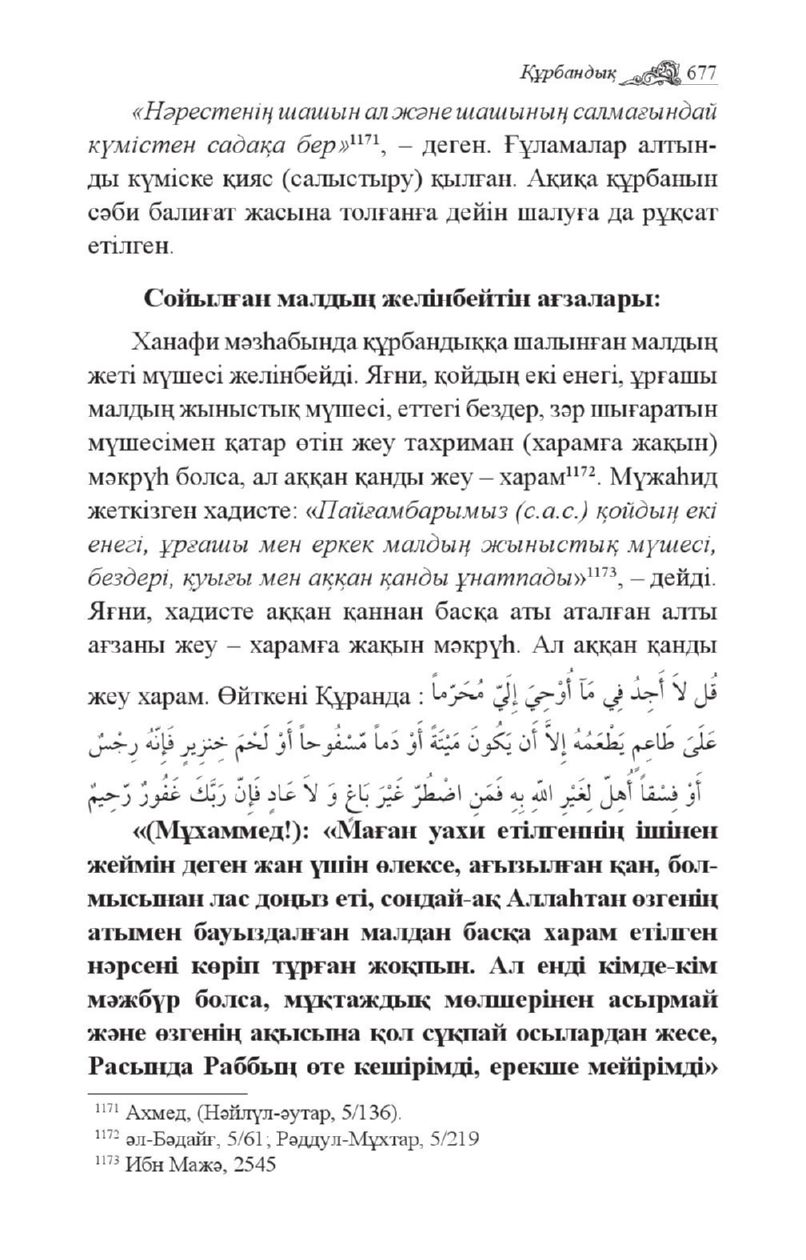 Құрбандық 677
«Нәрестенің шашын ал және шашының салмағындай
күмістен садақа бер»¹¹⁷¹, – деген. Ғұламалар алтын-
ды күміске қияс (салыстыру) қылған. Ақиқа құрбанын
сәби балиғат жасына толғанға дейін шалуға да рұқсат
етілген.
Сойылған малдың желінбейтін ағзалары:
Ханафи мәзһабында құрбандыққа шалынған малдың
жеті мүшесі желінбейді. Яғни, қойдың екі енегі, ұрғашы
малдың жыныстық мүшесі, еттегі бездер, зәр шығаратын
мүшесімен қатар өтін жеу тахриман (харамға жақын)
мәкрүһ болса, ал аққан қанды жеу – харам¹¹⁷². Мүжаһид
жеткізген хадисте: «Пайғамбарымыз (с.а.с.) қойдың екі
енегі, ұрғашы мен еркек малдың жыныстық мүшесі,
бездері, қуығы мен аққан қанды ұнатпады»¹¹⁷³, – дейді.
Яғни, хадисте аққан қаннан басқа аты аталған алты
ағзаны жеу – харамға жақын мәкрүһ. Ал аққан қанды
жеу харам. Өйткені Құранда : قُل لاَ أَجِدُ فِي مَآ أُوْحِيَ إِلَيَّ مُحَرَّماً
عَلَىٰ طَاعِمٍ يَطْعَمُهُ إِلاَّ أَن يَكُونَ مَيْتَةً أَوْ دَماً مَّسْفُوحاً أَوْ لَحْمَ خِنزِيرٍ فَإِنَّهُ رِجْسٌ
أَوْ فِسْقاً أُهِلَّ لِغَيْرِ اللّهِ بِهِ فَمَنِ اضْطُرَّ غَيْرَ بَاغٍ وَ لاَ عَادٍ فَإِنَّ رَبَّكَ غَفُورٌ رَّحِيمٌ
«(Мұхаммед!): «Маған уахи етілгеннің ішінен
жеймін деген жан үшін өлексе, ағызылған қан, бол-
мысынан лас доңыз еті, сондай-ақ Аллаһтан өзгенің
атымен бауыздалған малдан басқа харам етілген
нәрсені көріп тұрған жоқпын. Ал енді кімде-кім
мәжбүр болса, мұқтаждық мөлшерінен асырмай
және өзгенің ақысына қол сұқпай осылардан жесе,
Расында Раббың өте кешірімді, ерекше мейірімді»
¹¹⁷¹ Ахмед, (Нәйлүл-әутар, 5/136).
¹¹⁷² әл-Бәдайғ, 5/61; Рәддул-Мұхтар, 5/219
¹¹⁷³ Ибн Мажә, 2545